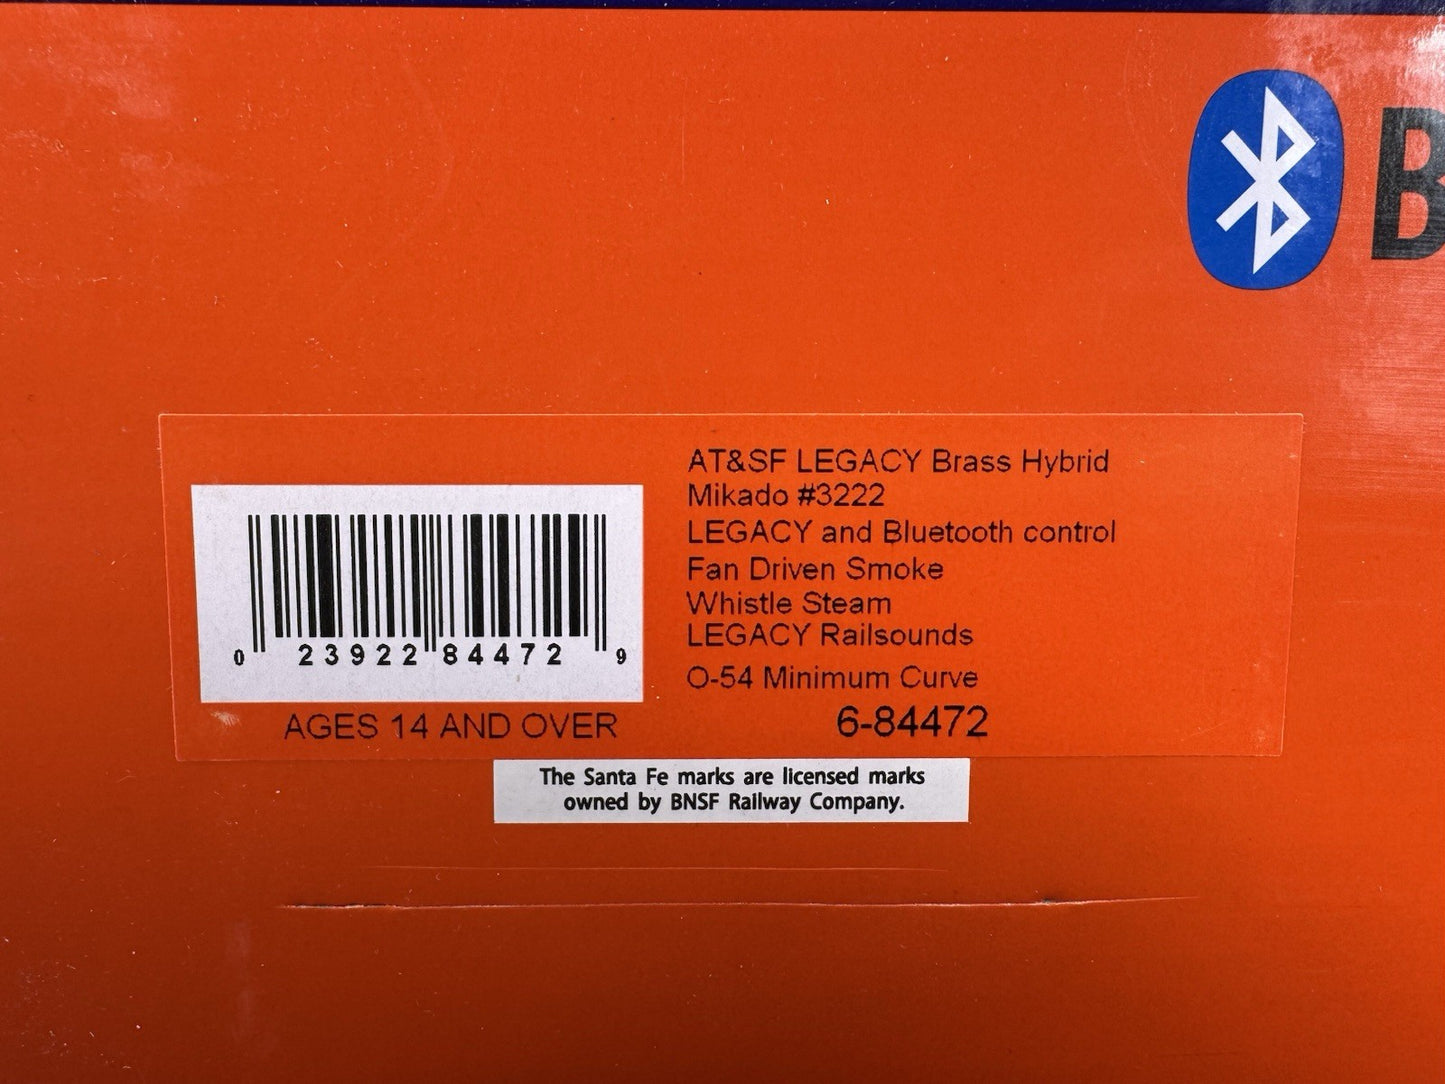 B
AT&SF LEGACY Brass Hybrid
Mikado #3222
LEGACY and Bluetooth control
Fan Driven Smoke
Whistle Steam
LEGACY Railsounds
O-54 Minimum Curve
6-84472
0 23922 84472 9
AGES 14 AND OVER
The Santa Fe marks are licensed marks
owned by BNSF Railway Company.